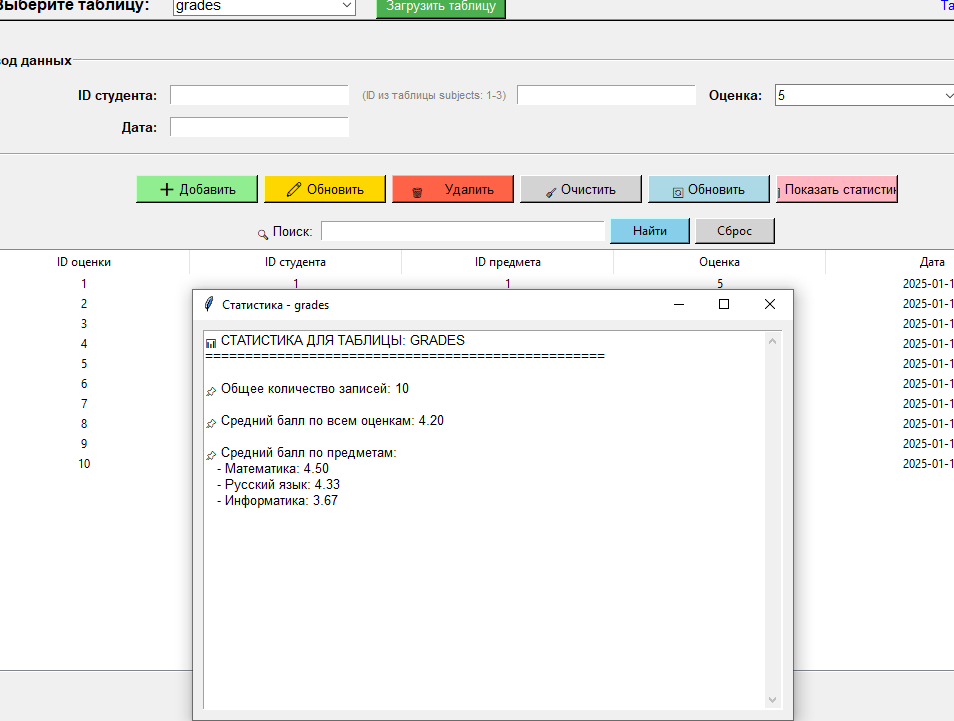 Выберите таблицу: grades Загрузить таблицу Та
од данных
ID студента: (ID из таблицы subjects: 1-3) Оценка: 5
Дата:
Добавить Обновить Удалить Очистить Обновить Показать статистик
Поиск: Найти Сброс
ID оценки ID студента ID предмета Оценка Дата
1 1 1 5 2025-01-1
2 2025-01-1
3 2025-01-1
4 2025-01-1
5 2025-01-1
6 2025-01-1
7 2025-01-1
8 2025-01-1
9 2025-01-1
10 2025-01-1
Статистика - grades
СТАТИСТИКА ДЛЯ ТАБЛИЦЫ: GRADES
==================================================
Общее количество записей: 10
Средний балл по всем оценкам: 4.20
Средний балл по предметам:
- Математика: 4.50
- Русский язык: 4.33
- Информатика: 3.67